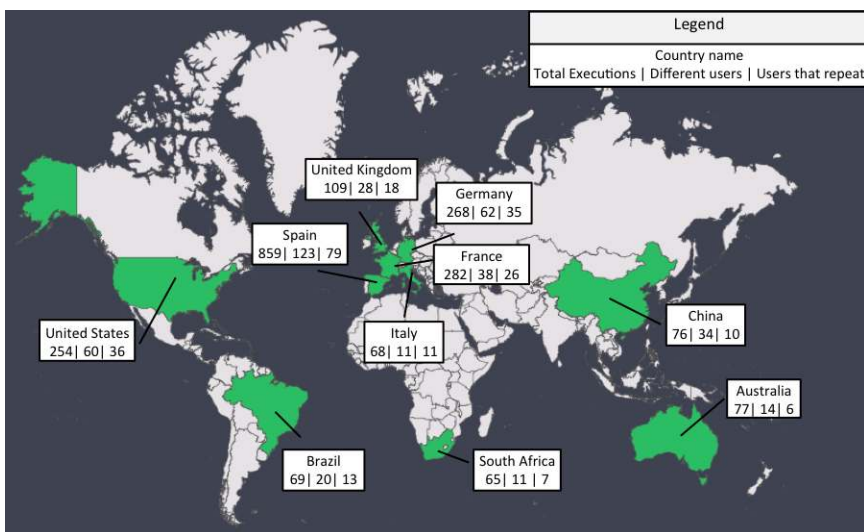 Legend
Country name
Total Executions | Different users | Users that repeat
United Kingdom
109| 28| 18
Germany
268| 62| 35
Spain
859| 123| 79
France
282| 38| 26
United States
254| 60| 36
Italy
68| 11| 11
China
76| 34| 10
Australia
77| 14| 6
Brazil
69| 20| 13
South Africa
65| 11 | 7